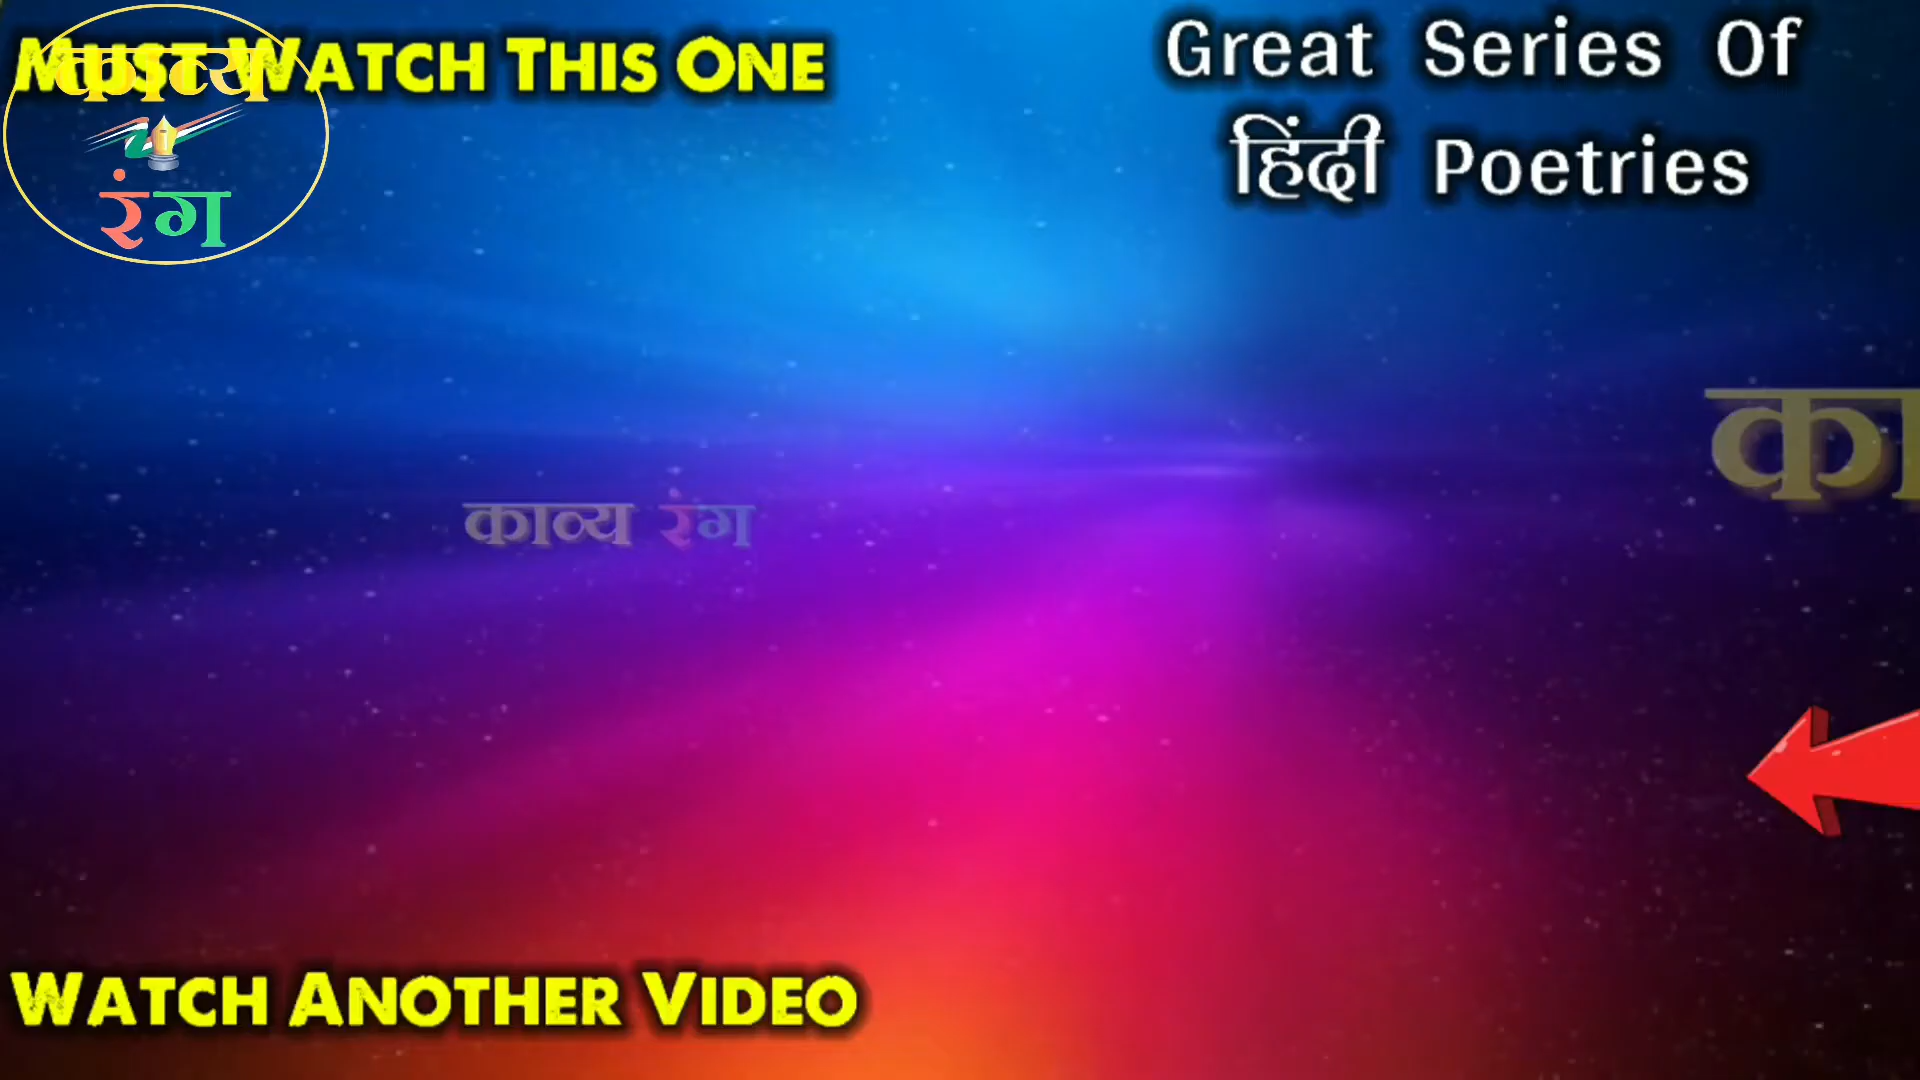 Must Watch This One
काव्य
रंग
Great Series Of
हिंदी Poetries
काव्य रंग
का
Watch Another Video